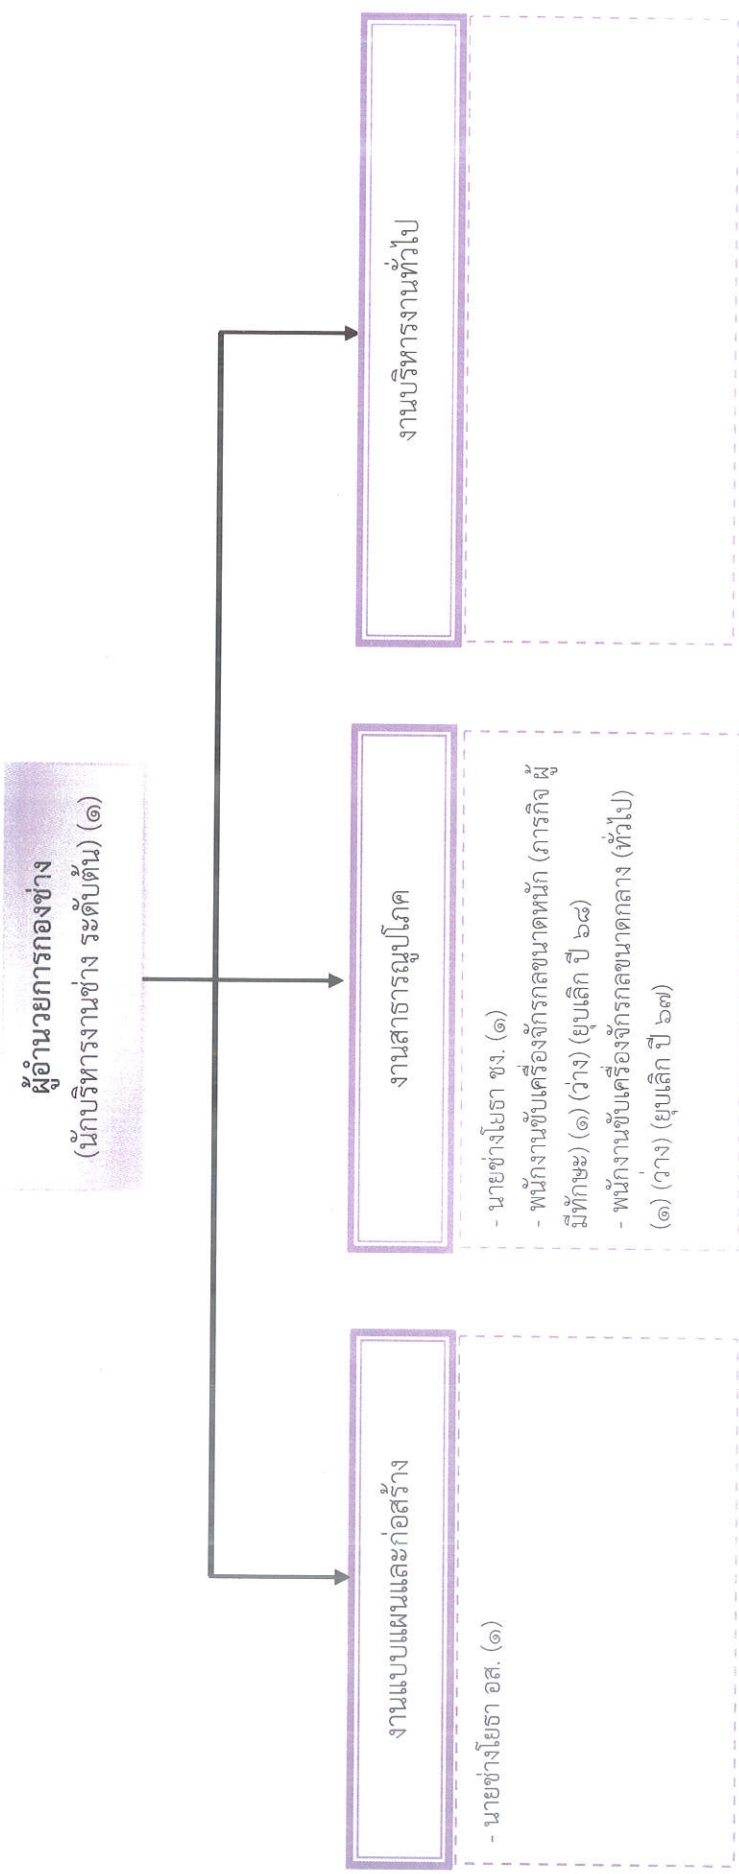 ผู้อำนวยการกองช่าง
(นักบริหารงานช่าง ระดับต้น) (๑)
งานแบบแผนและก่อสร้าง
- นายช่างโยธา อส. (๑)
งานสาธารณูปโภค
- นายช่างโยธา ชง. (๑)
- พนักงานขับเครื่องจักรกลขนาดหนัก (ภารกิจ ผู้
มีทักษะ) (๑) (ว่าง) (ยุบเลิก ปี ๖๘)
- พนักงานขับเครื่องจักรกลขนาดกลาง (ทั่วไป)
(๑) (ว่าง) (ยุบเลิก ปี ๖๗)
งานบริหารงานทั่วไป